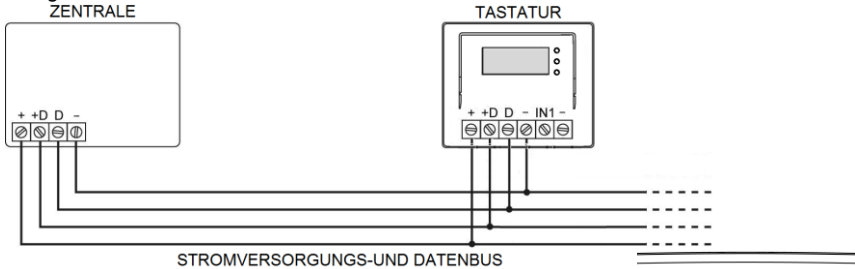 ZENTRALE
TASTATUR
+ +D D -
+ +D D - IN1 -
STROMVERSORGUNGS-UND DATENBUS